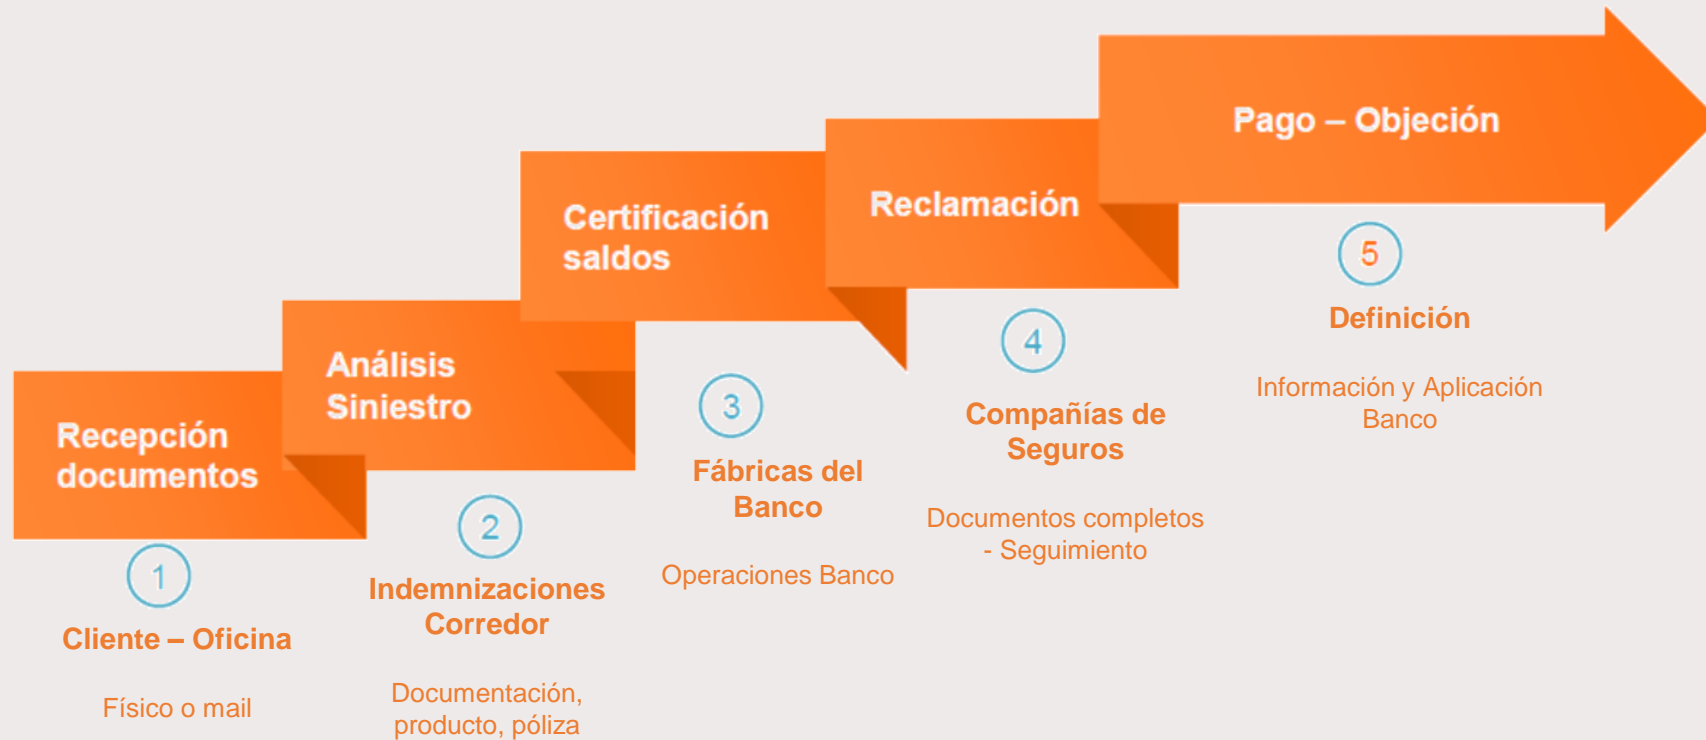 Recepción
documentos
1
Cliente – Oficina
Físico o mail
Análisis
Siniestro
2
Indemnizaciones
Corredor
Documentación,
producto, póliza
Certificación
saldos
3
Fábricas del
Banco
Operaciones Banco
Reclamación
4
Compañías de
Seguros
Documentos completos
- Seguimiento
Pago – Objeción
5
Definición
Información y Aplicación
Banco